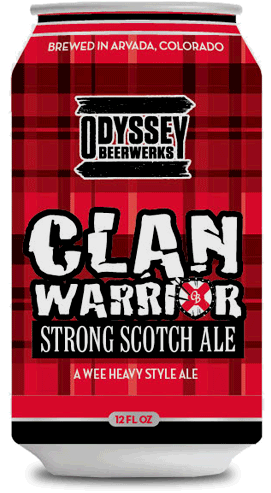 BREWED IN ARVADA, COLORADO
ODYSSEY
BEERWERKS
CLAN
WARRIOR
STRONG SCOTCH ALE
A WEE HEAVY STYLE ALE
12 FL OZ